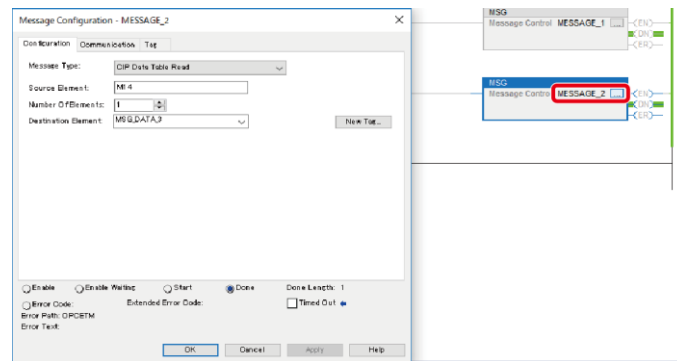 Message Configuration - MESSAGE_2
Configuration Communication Tag
Message Type: CIP Data Table Read
Source Element: M14
Number Of Elements: 1
Destination Element: MSG_DATA_3 New Tag...
Enable Enable Waiting Start Done Done Length: 1
Error Code: Extended Error Code: Timed Out
Error Path: OPCETM
Error Text:
OK Cancel Apply Help
MSG
Message Control MESSAGE_1 ... EN
DN
ER
MSG
Message Contro MESSAGE_2 ... EN
DN
ER